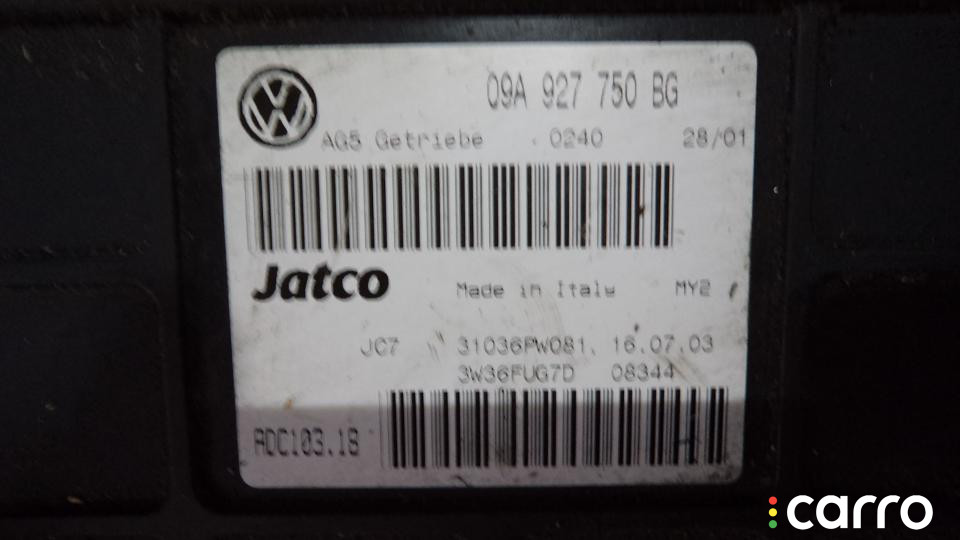 09A 927 750 BG
AG5 Getriebe 0240 28/01
Jatco Made in Italy MY2
JC7 31036PW081. 16.07.03
3W36FUG7D 08344
ADC103.18
carro